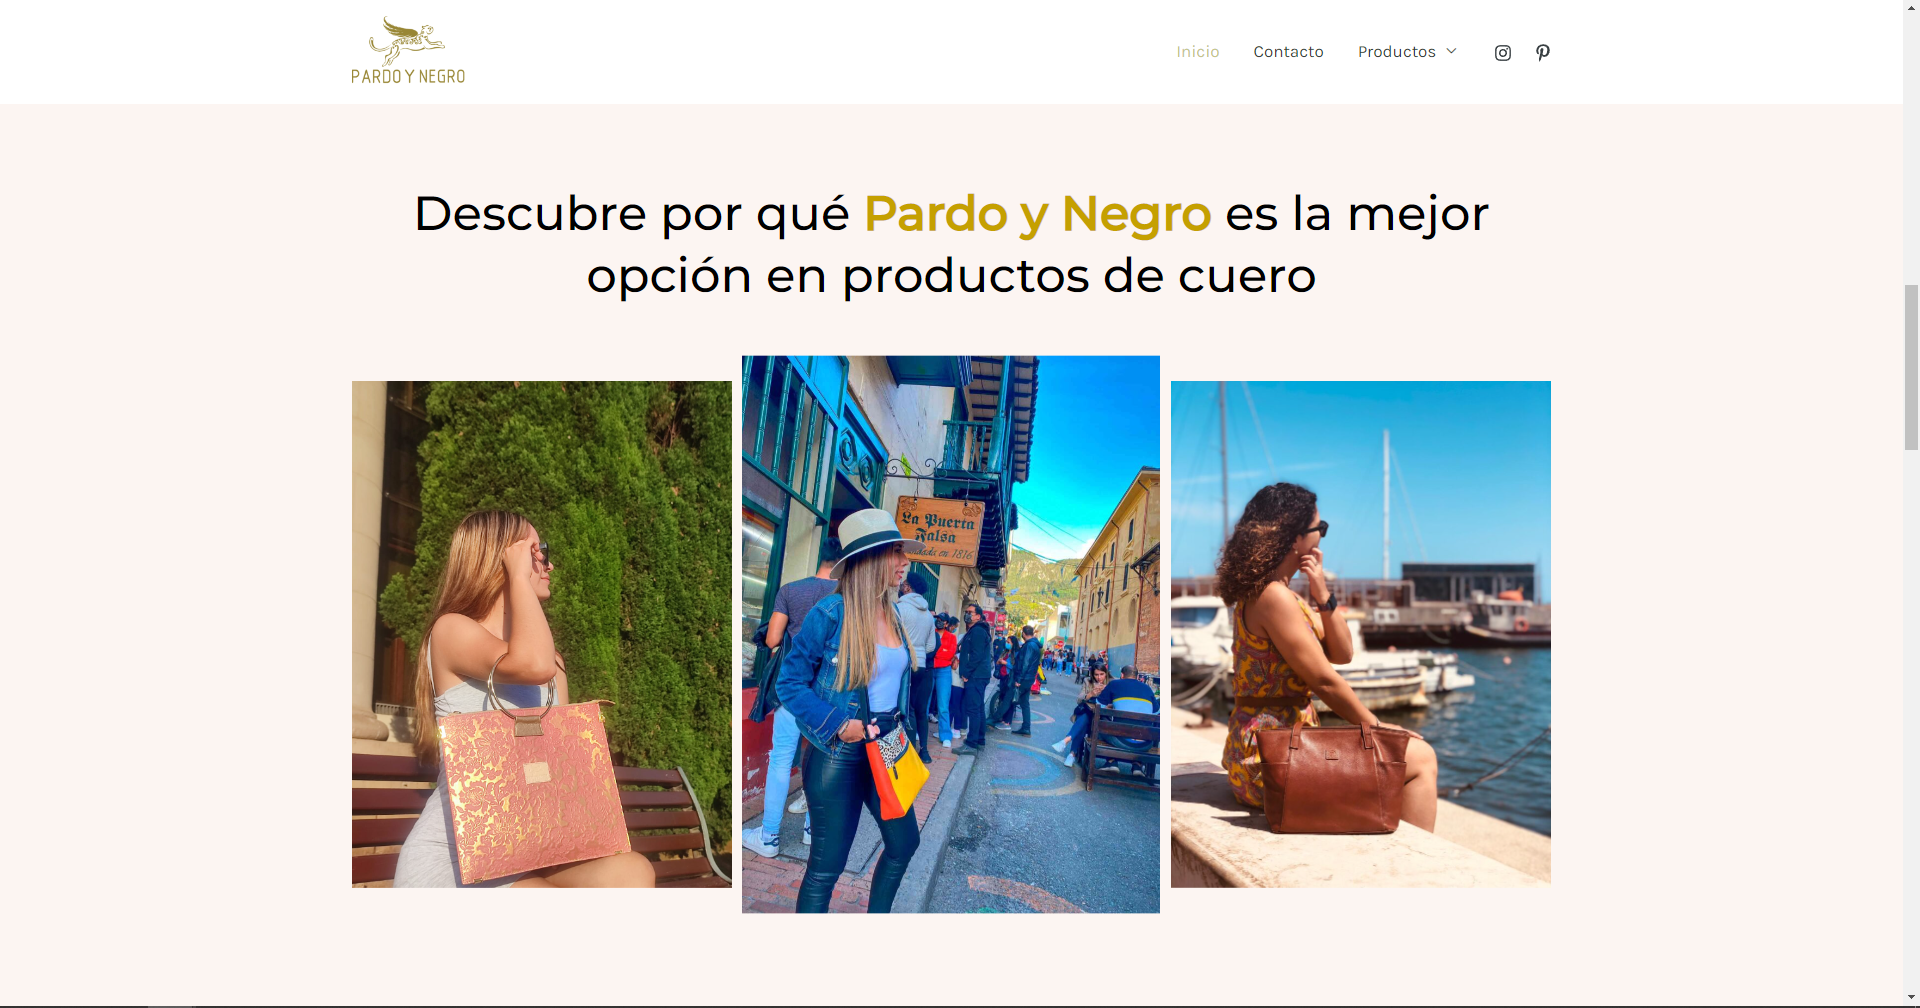 PARDO Y NEGRO
Inicio Contacto Productos
Descubre por qué Pardo y Negro es la mejor
opción en productos de cuero
La Puerta
Falsa
en 1816